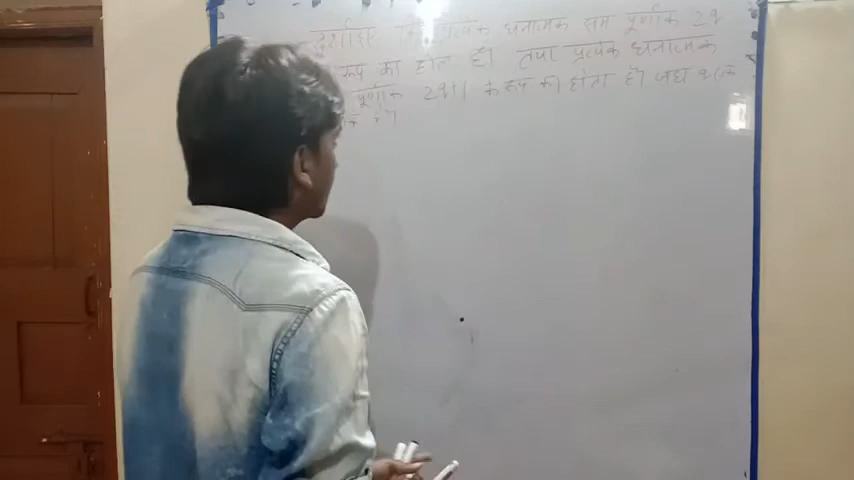 दर्शाइए कि प्रत्येक धनात्मक सम पूर्णांक 2q
रूप का होता है। तथा प्रत्येक धनात्मक
पूर्णांक 2q+1 के रूप की होता है। जहाँ q